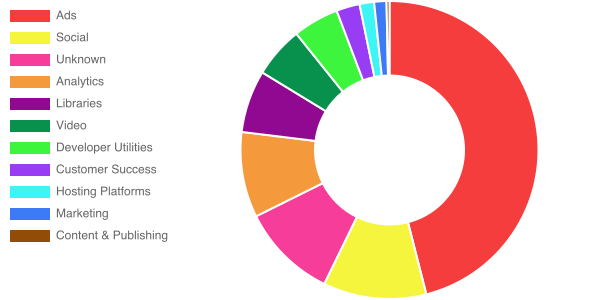 Ads
Social
Unknown
Analytics
Libraries
Video
Developer Utilities
Customer Success
Hosting Platforms
Marketing
Content & Publishing